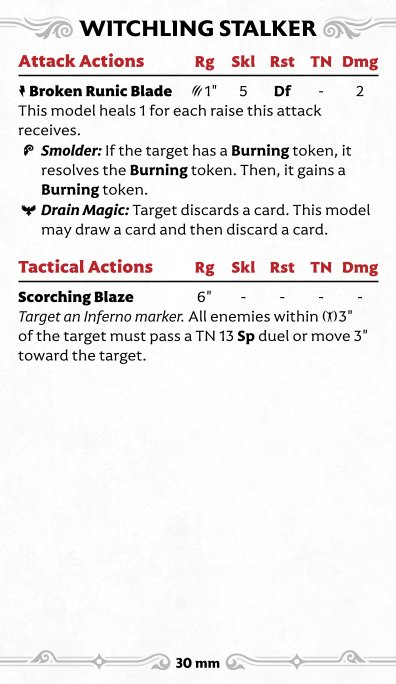 WITCHLING STALKER
Attack Actions Rg Skl Rst TN Dmg
Broken Runic Blade 1" 5 Df - 2
This model heals 1 for each raise this attack
receives.
Smolder: If the target has a Burning token, it
resolves the Burning token. Then, it gains a
Burning token.
Drain Magic: Target discards a card. This model
may draw a card and then discard a card.
Tactical Actions Rg Skl Rst TN Dmg
Scorching Blaze 6" - - - -
Target an Inferno marker. All enemies within 3"
of the target must pass a TN 13 Sp duel or move 3"
toward the target.
30 mm